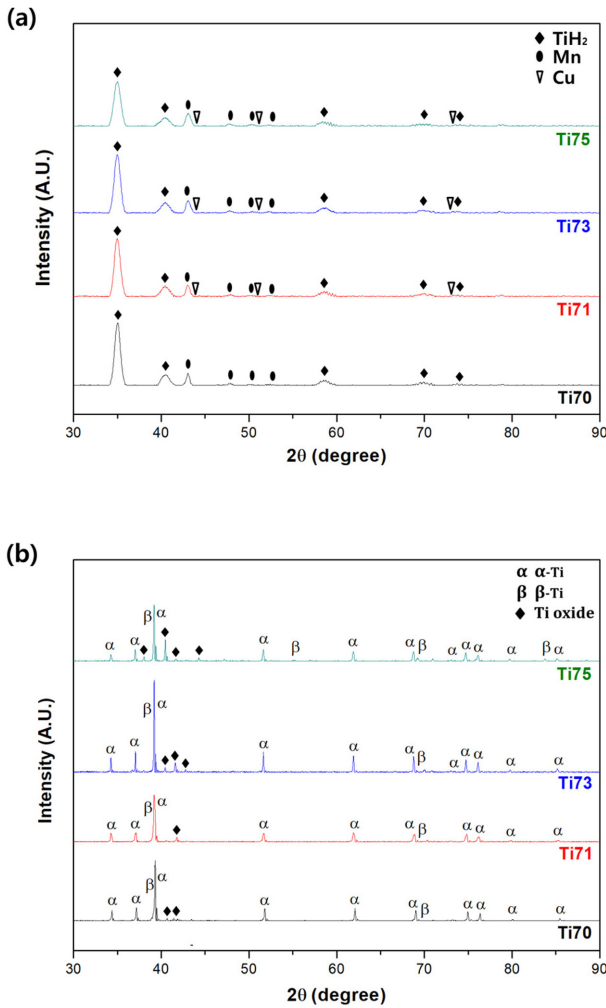 (a)
◆ TiH₂
⬮ Mn
▽ Cu
Ti75
Ti73
Ti71
Ti70
Intensity (A.U.)
30 40 50 60 70 80 90
2θ (degree)
(b)
α α-Ti
β β-Ti
◆ Ti oxide
β α
α α α α α β α α α α β α
β
Ti75
β α
α α α α α β α α α α α
Ti73
β α
α α α α α β α α α α
Ti71
β α
α α α α α β α α α α
Ti70
Intensity (A.U.)
30 40 50 60 70 80 90
2θ (degree)